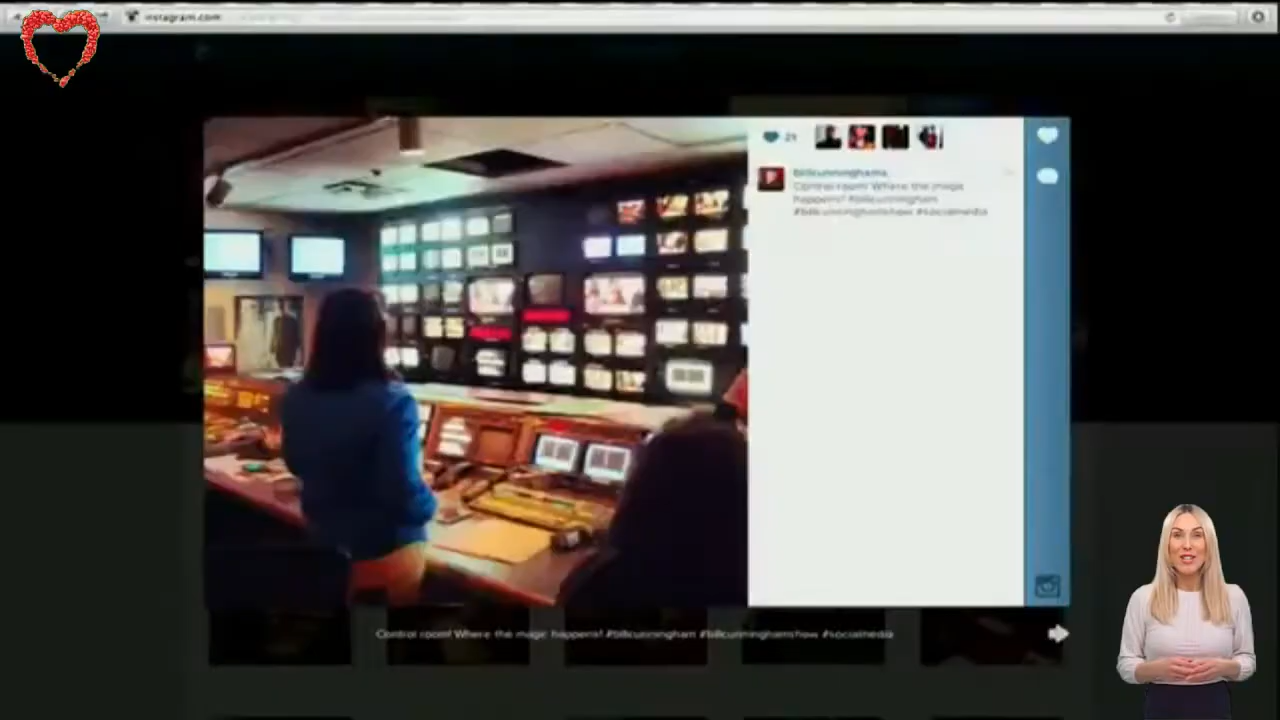 instagram.com
21
billcunninghams
Control room! Where the magic
happens! #billcunningham
#billcunninghamshow #socialmedia
Control room! Where the magic happens! #billcunningham #billcunninghamshow #socialmedia